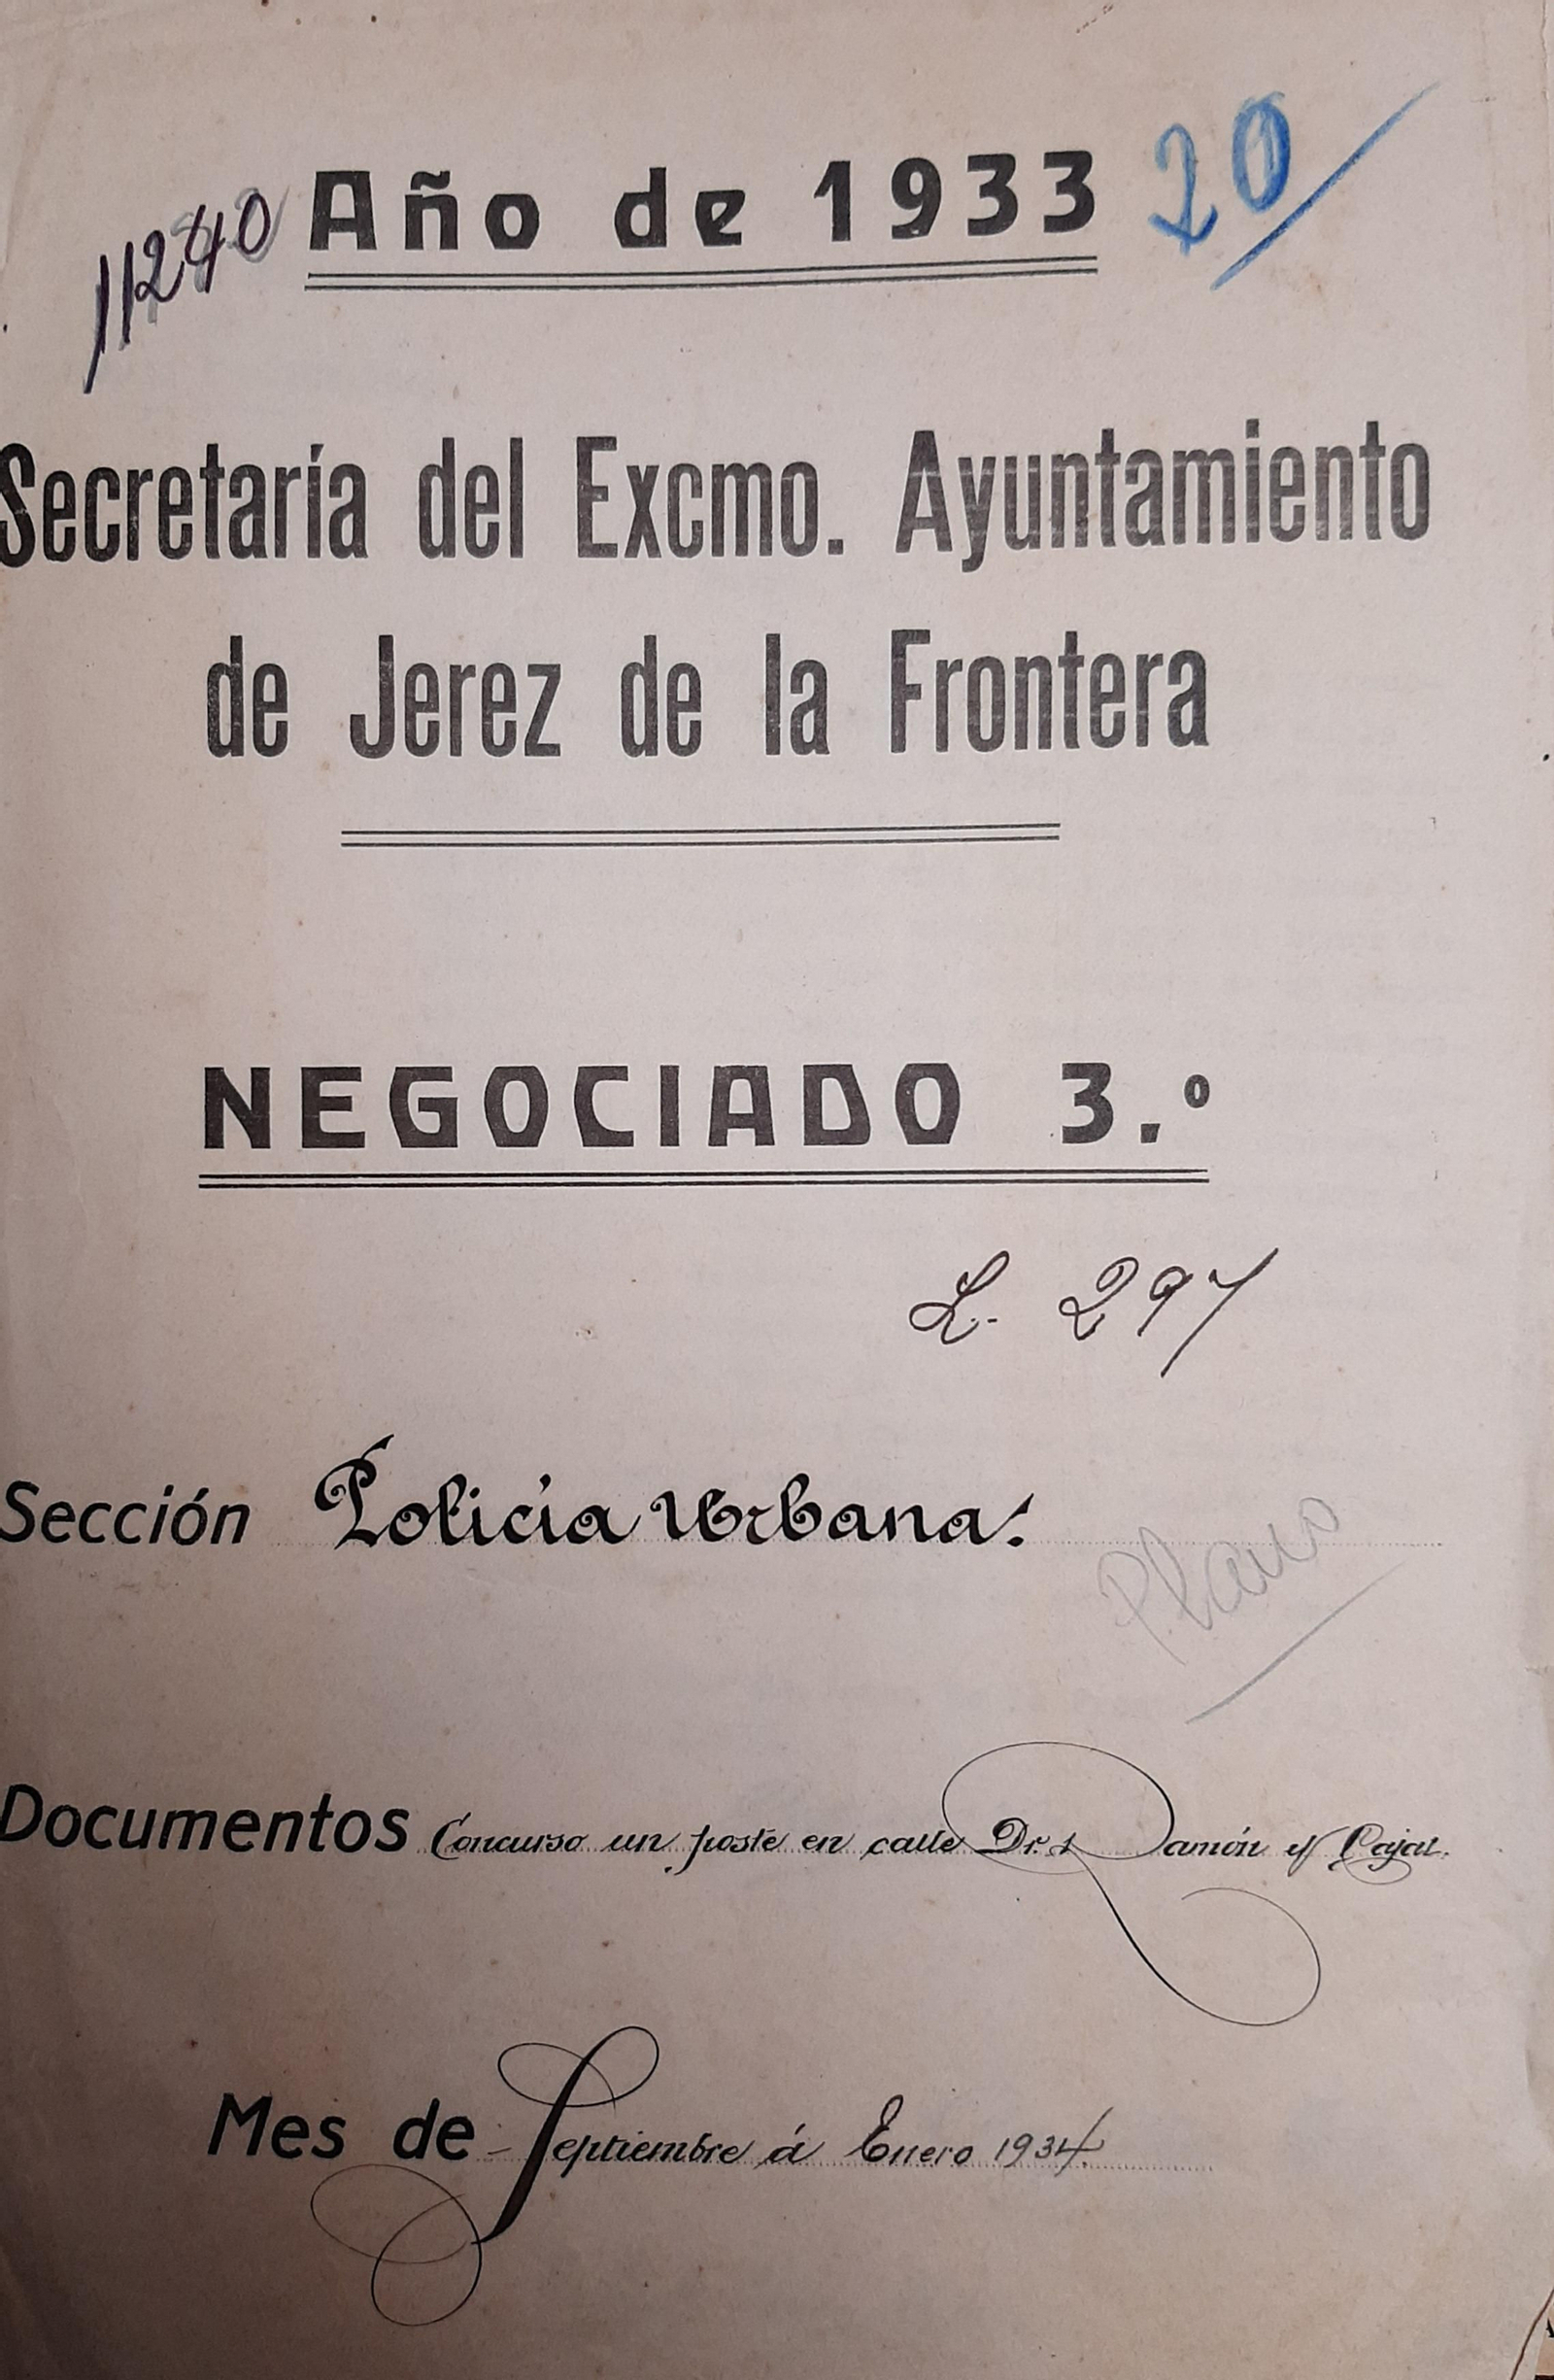 Año de 1933
20
11240
Secretaría del Excmo. Ayuntamiento
de Jerez de la Frontera
NEGOCIADO 3.º
L. 297
Sección Policía Urbana.
Plano
Documentos Concurso un poste en calle Dr. Ramón y Cajal.
Mes de Septiembre á Enero 1934.